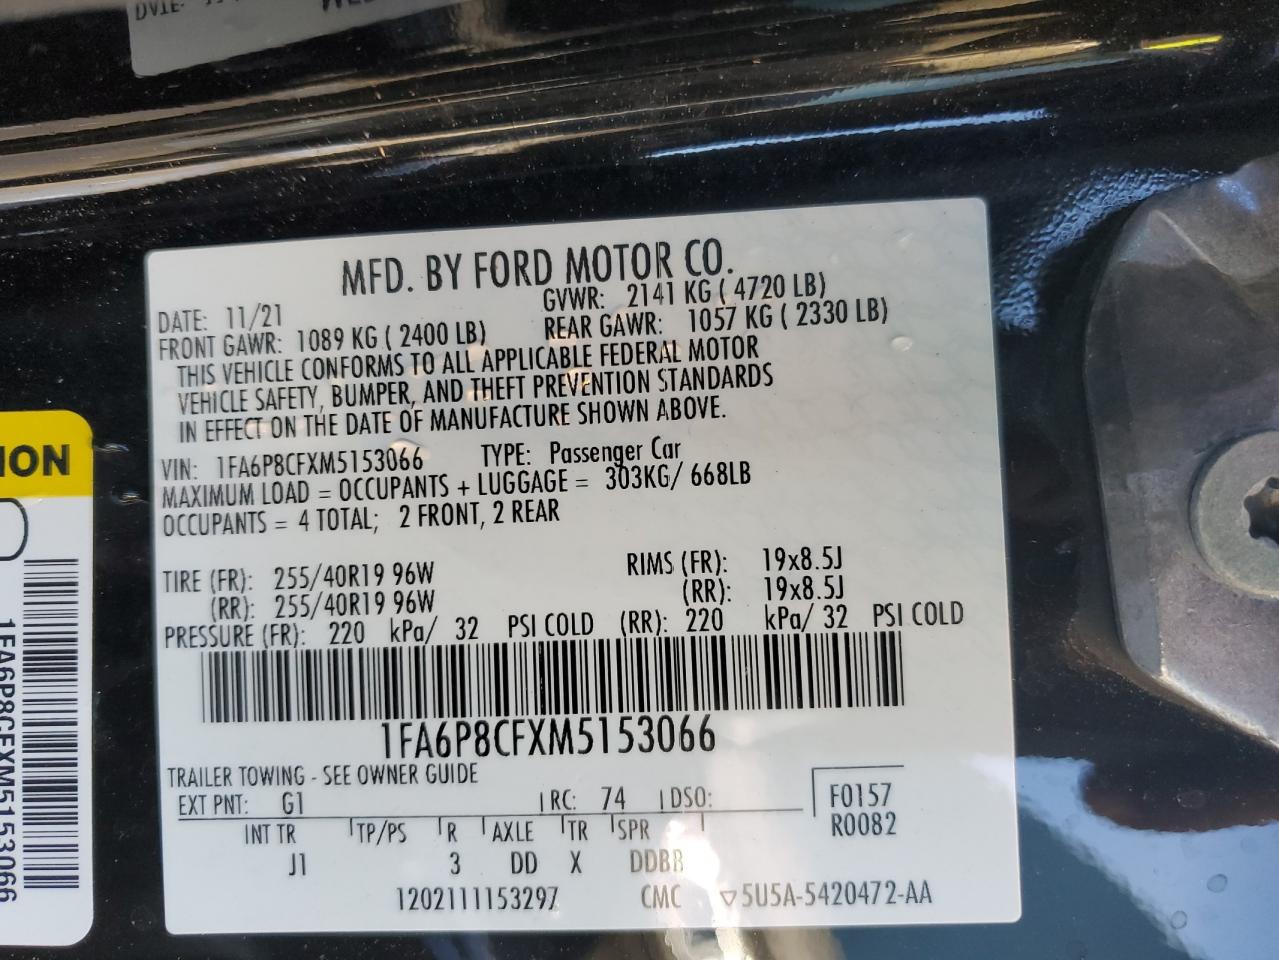 MFD. BY FORD MOTOR CO.
DATE: 11/21 GVWR: 2141 KG ( 4720 LB)
FRONT GAWR: 1089 KG ( 2400 LB) REAR GAWR: 1057 KG ( 2330 LB)
THIS VEHICLE CONFORMS TO ALL APPLICABLE FEDERAL MOTOR
VEHICLE SAFETY, BUMPER, AND THEFT PREVENTION STANDARDS
IN EFFECT ON THE DATE OF MANUFACTURE SHOWN ABOVE.
VIN: 1FA6P8CFXM5153066 TYPE: Passenger Car
MAXIMUM LOAD = OCCUPANTS + LUGGAGE = 303KG/ 668LB
OCCUPANTS = 4 TOTAL; 2 FRONT, 2 REAR
TIRE (FR): 255/40R19 96W RIMS (FR): 19x8.5J
(RR): 255/40R19 96W (RR): 19x8.5J
PRESSURE (FR): 220 kPa/ 32 PSI COLD (RR): 220 kPa/ 32 PSI COLD
1FA6P8CFXM5153066
TRAILER TOWING - SEE OWNER GUIDE
EXT PNT: G1 RC: 74 DSO: F0157
R0082
INT TR TP/PS R AXLE TR SPR
J1 3 DD X DDBR
1202111153297 CMC ▽5U5A-5420472-AA
ION
1FA6P8CFXM5153066